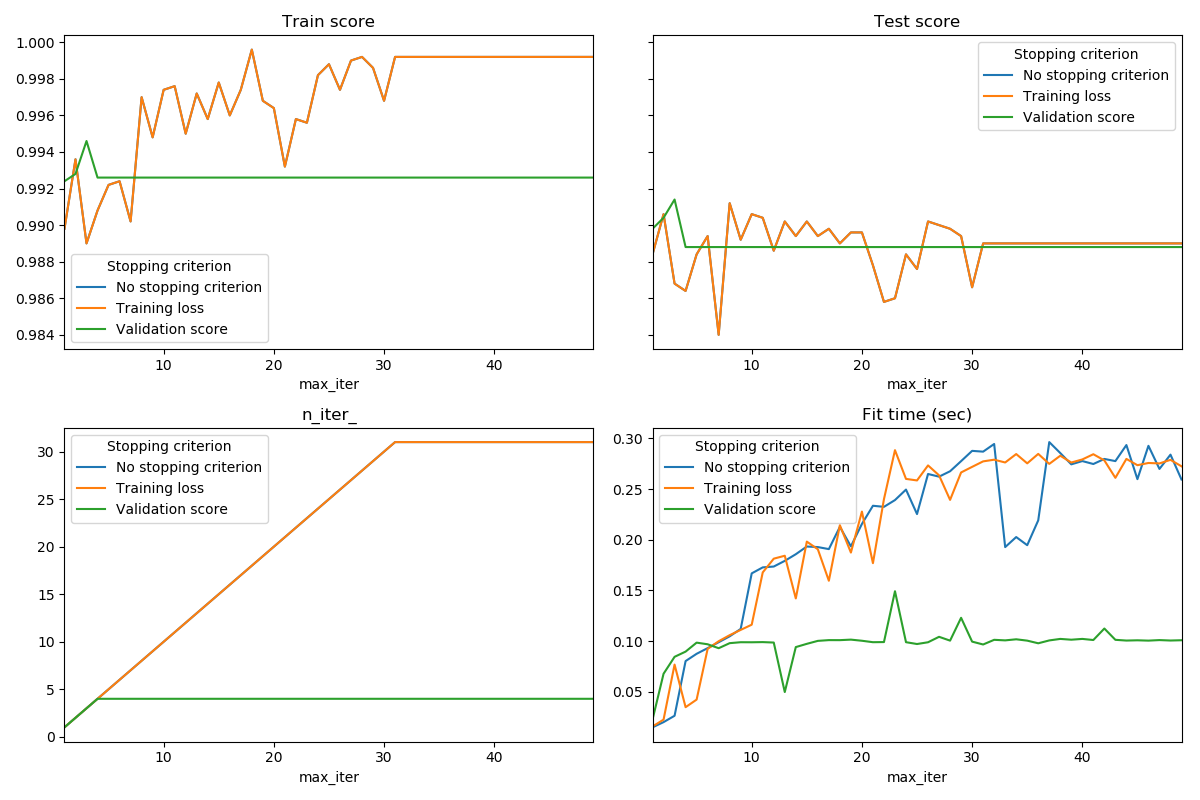 Train score
1.000
0.998
0.996
0.994
0.992
0.990
0.988
0.986
0.984
Stopping criterion
No stopping criterion
Training loss
Validation score
10
20
30
40
max_iter
Test score
Stopping criterion
No stopping criterion
Training loss
Validation score
10
20
30
40
max_iter
n_iter_
30
25
20
15
10
5
0
Stopping criterion
No stopping criterion
Training loss
Validation score
10
20
30
40
max_iter
Fit time (sec)
0.30
0.25
0.20
0.15
0.10
0.05
Stopping criterion
No stopping criterion
Training loss
Validation score
10
20
30
40
max_iter